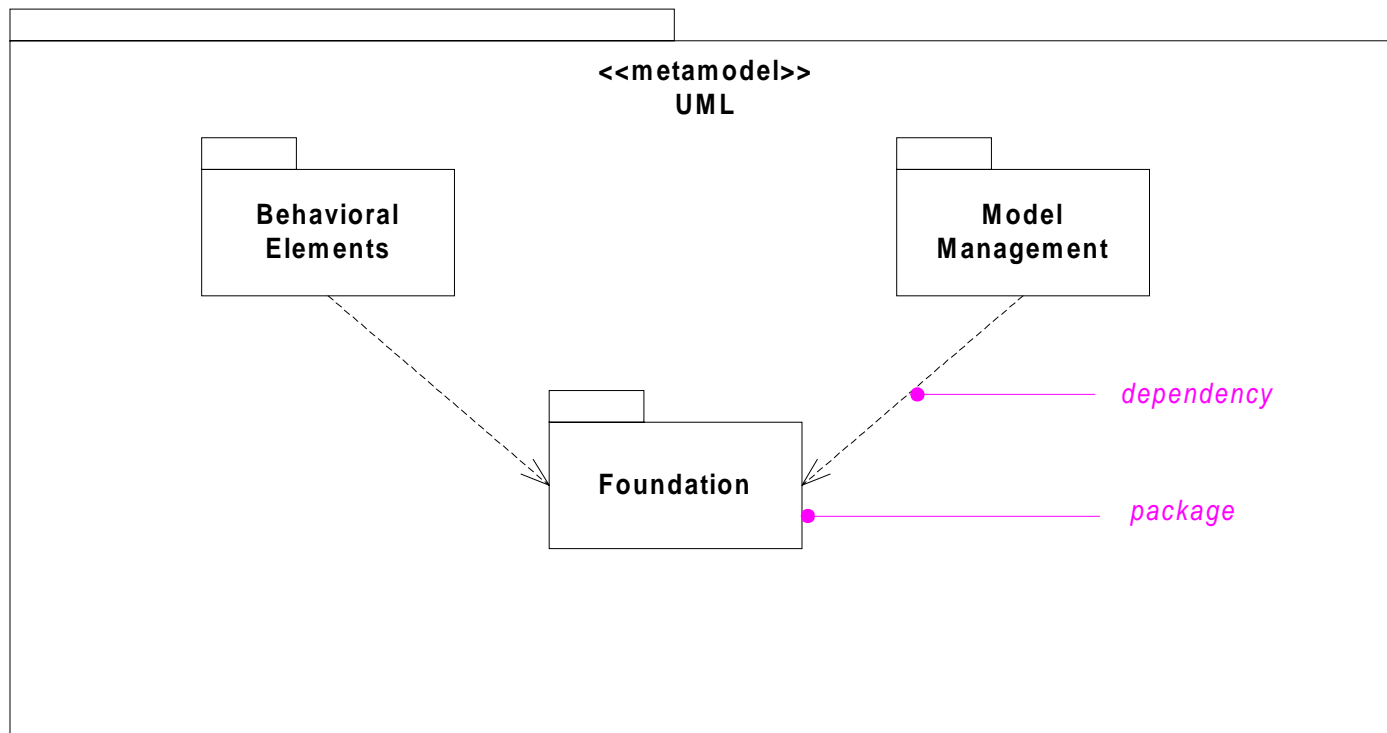 <<metamodel>>
UML
Behavioral
Elements
Model
Management
dependency
Foundation
package